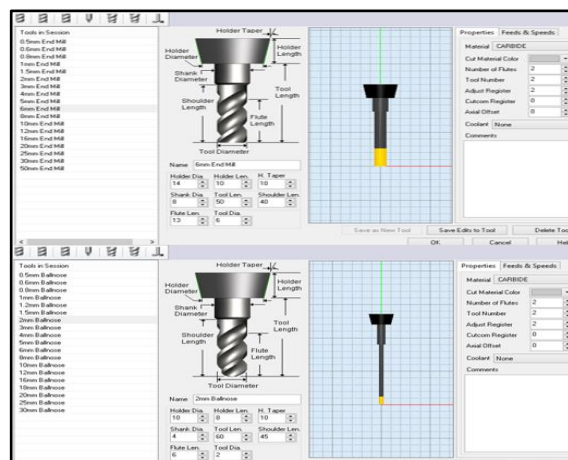 Tools in Session
0.5mm End Mill
0.6mm End Mill
0.8mm End Mill
1mm End Mill
1.5mm End Mill
2mm End Mill
3mm End Mill
4mm End Mill
5mm End Mill
6mm End Mill
8mm End Mill
10mm End Mill
12mm End Mill
16mm End Mill
20mm End Mill
25mm End Mill
30mm End Mill
50mm End Mill
Holder Taper
Holder Diameter
Holder Length
Shank Diameter
Shoulder Length
Tool Length
Flute Length
Tool Diameter
Name 6mm End Mill
Holder Dia. Holder Len. H. Taper
14 10 10
Shank Dia. Tool Len. Shoulder Len.
8 50 40
Flute Len. Tool Dia.
13 6
Properties Feeds & Speeds
Material CARBIDE
Cut Material Color
Number of Flutes 2
Tool Number 2
Adjust Register 2
Cutcom Register 0
Axial Offset 0
Coolant None
Comments
Save as New Tool Save Edits to Tool Delete Too
OK Cancel Hel
Tools in Session
0.5mm Ballnose
0.6mm Ballnose
0.8mm Ballnose
1mm Ballnose
1.2mm Ballnose
1.5mm Ballnose
2mm Ballnose
3mm Ballnose
4mm Ballnose
5mm Ballnose
6mm Ballnose
8mm Ballnose
10mm Ballnose
12mm Ballnose
16mm Ballnose
18mm Ballnose
20mm Ballnose
25mm Ballnose
30mm Ballnose
Holder Taper
Holder Diameter
Holder Length
Shank Diameter
Shoulder Length
Tool Length
Flute Length
Tool Diameter
Name 2mm Ballnose
Holder Dia. Holder Len. H. Taper
10 8 10
Shank Dia. Tool Len. Shoulder Len.
4 60 45
Flute Len. Tool Dia.
6 2
Properties Feeds & Speeds
Material CARBIDE
Cut Material Color
Number of Flutes 2
Tool Number 2
Adjust Register 2
Cutcom Register 0
Axial Offset 0
Coolant None
Comments